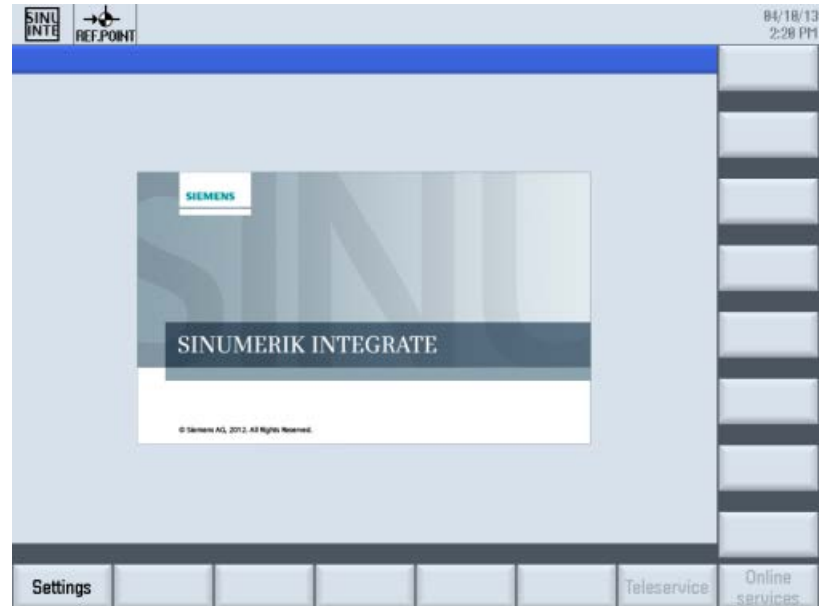 SINU
INTE
REF.POINT
04/18/13
2:28 PM
SIEMENS
SINU
SINUMERIK INTEGRATE
© Siemens AG, 2012. All Rights Reserved.
Settings
Teleservice
Online
services